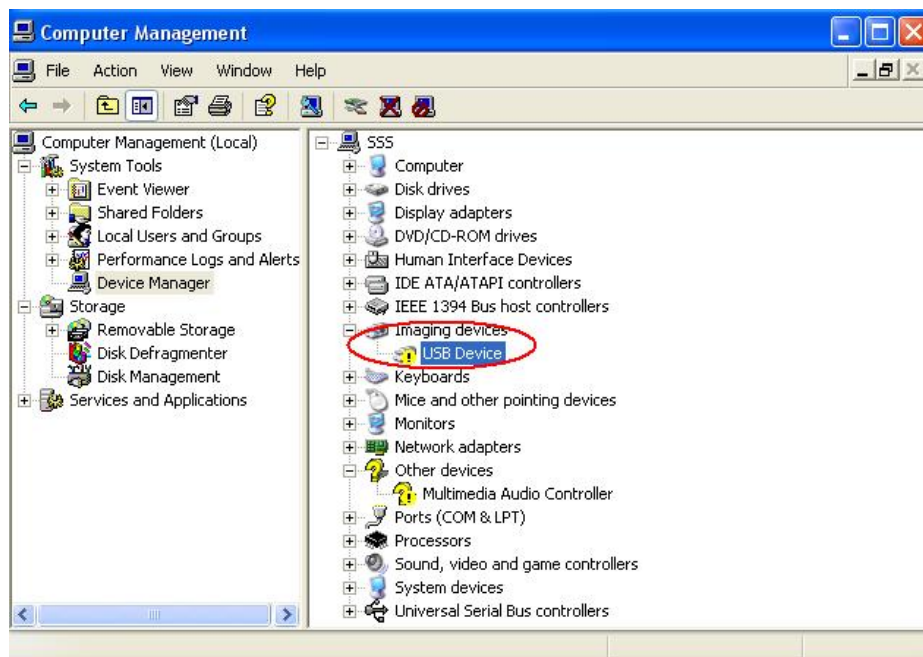 Computer Management
File Action View Window Help
Computer Management (Local)
System Tools
Event Viewer
Shared Folders
Local Users and Groups
Performance Logs and Alerts
Device Manager
Storage
Removable Storage
Disk Defragmenter
Disk Management
Services and Applications
SSS
Computer
Disk drives
Display adapters
DVD/CD-ROM drives
Human Interface Devices
IDE ATA/ATAPI controllers
IEEE 1394 Bus host controllers
Imaging devices
USB Device
Keyboards
Mice and other pointing devices
Monitors
Network adapters
Other devices
Multimedia Audio Controller
Ports (COM & LPT)
Processors
Sound, video and game controllers
System devices
Universal Serial Bus controllers